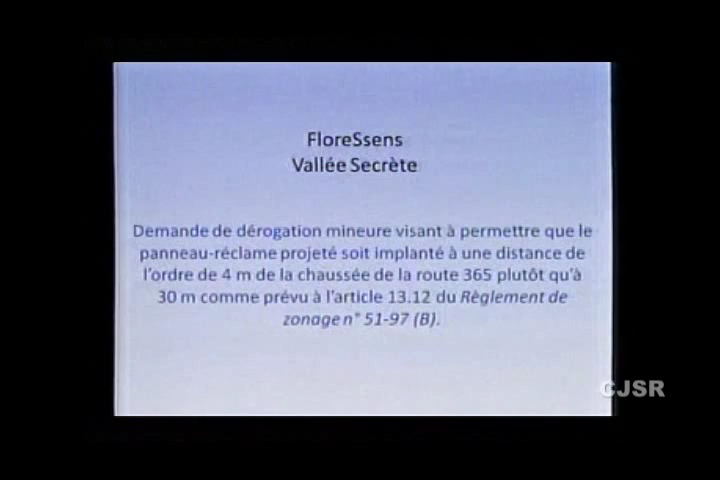 FloreSsens
Vallée Secrète
Demande de dérogation mineure visant à permettre que le
panneau-réclame projeté soit implanté à une distance de
l'ordre de 4 m de la chaussée de la route 365 plutôt qu'à
30 m comme prévu à l'article 13.12 du Règlement de
zonage n° 51-97 (B).
CJSR